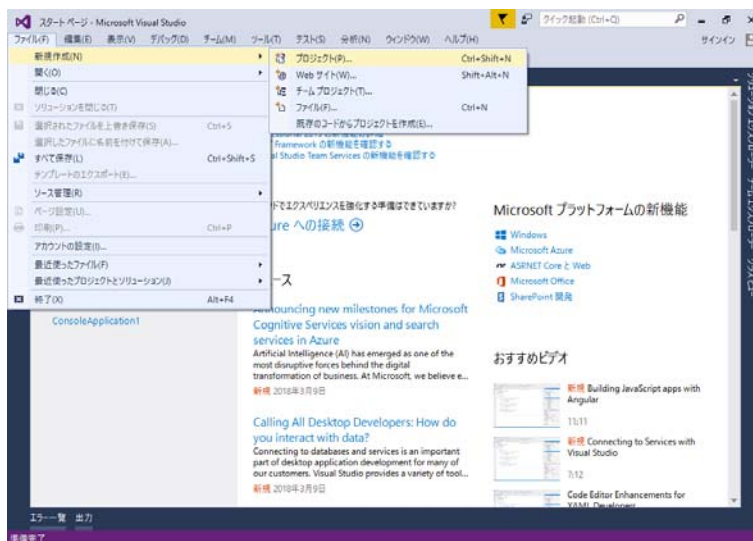 スタート ページ - Microsoft Visual Studio
クイック起動 (Ctrl+Q)
ファイル(F) 編集(E) 表示(V) デバッグ(D) チーム(M) ツール(T) テスト(S) 分析(N) ウィンドウ(W) ヘルプ(H)
サインイン
新規作成(N)
開く(O)
閉じる(C)
ソリューションを閉じる(T)
選択されたファイルを上書き保存(S) Ctrl+S
選択したファイルに名前を付けて保存(A)...
すべて保存(L) Ctrl+Shift+S
テンプレートのエクスポート(E)...
ソース管理(R)
ページ設定(U)...
印刷(P)... Ctrl+P
アカウントの設定(I)...
最近使ったファイル(F)
最近使ったプロジェクトとソリューション(J)
終了(X) Alt+F4
プロジェクト(P)... Ctrl+Shift+N
Web サイト(W)... Shift+Alt+N
チーム プロジェクト(T)...
ファイル(F)... Ctrl+N
既存のコードからプロジェクトを作成(E)...
Framework の新機能を確認する
al Studio Team Services の新機能を確認する
ドでエクスペリエンスを強化する準備はできていますか?
ure への接続
ース
ConsoleApplication1
Announcing new milestones for Microsoft
Cognitive Services vision and search
services in Azure
Artificial Intelligence (AI) has emerged as one of the
most disruptive forces behind the digital
transformation of business. At Microsoft, we believe e...
新規 2018年3月9日
Calling All Desktop Developers: How do
you interact with data?
Connecting to databases and services is an important
part of desktop application development for many of
our customers. Visual Studio provides a variety of tool...
新規 2018年3月9日
Microsoft プラットフォームの新機能
Windows
Microsoft Azure
ASP.NET Core と Web
Microsoft Office
SharePoint 開発
おすすめビデオ
新規 Building JavaScript apps with
Angular
11:11
新規 Connecting to Services with
Visual Studio
7:12
Code Editor Enhancements for
YAML Developers
エラー一覧 出力
準備完了